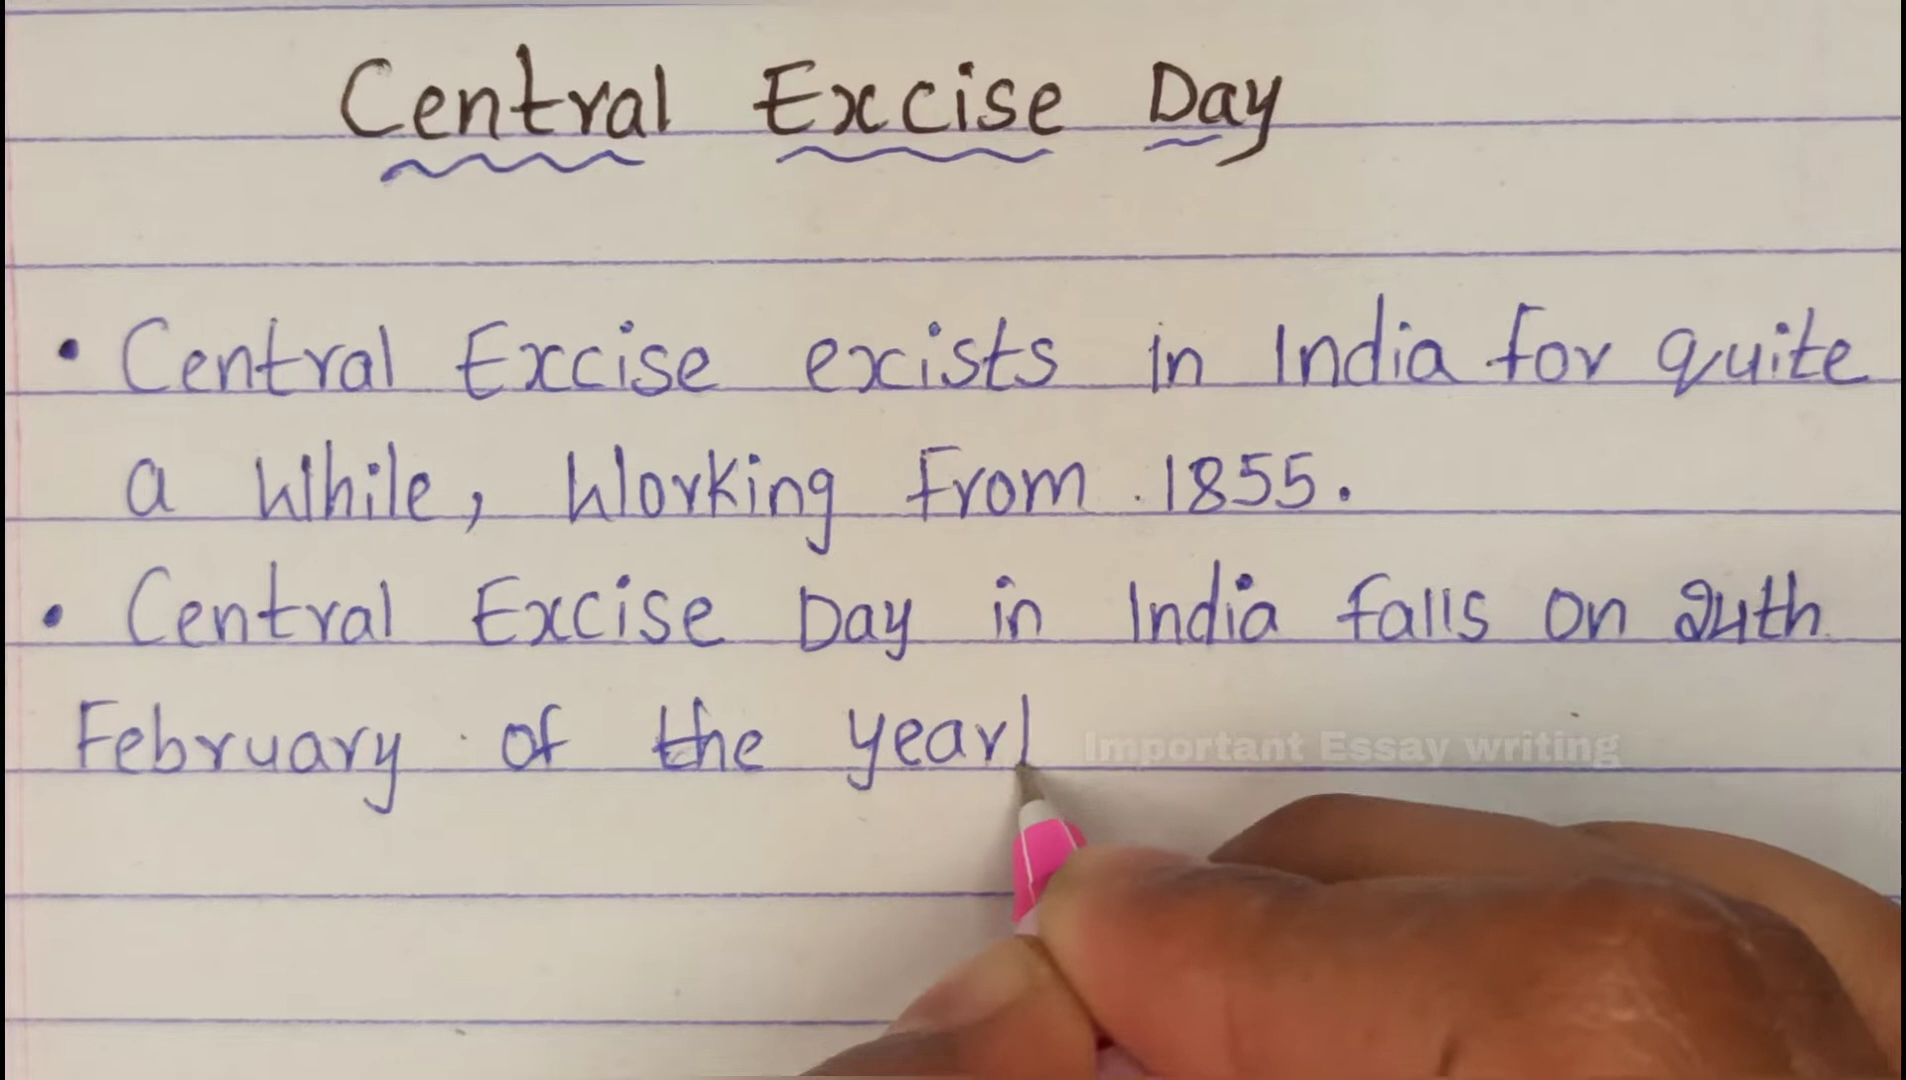 Central Excise Day
• Central Excise exists in India for quite
a While, Working From 1855.
• Central Excise Day in India falls on 24th
February of the year
Important Essay writing